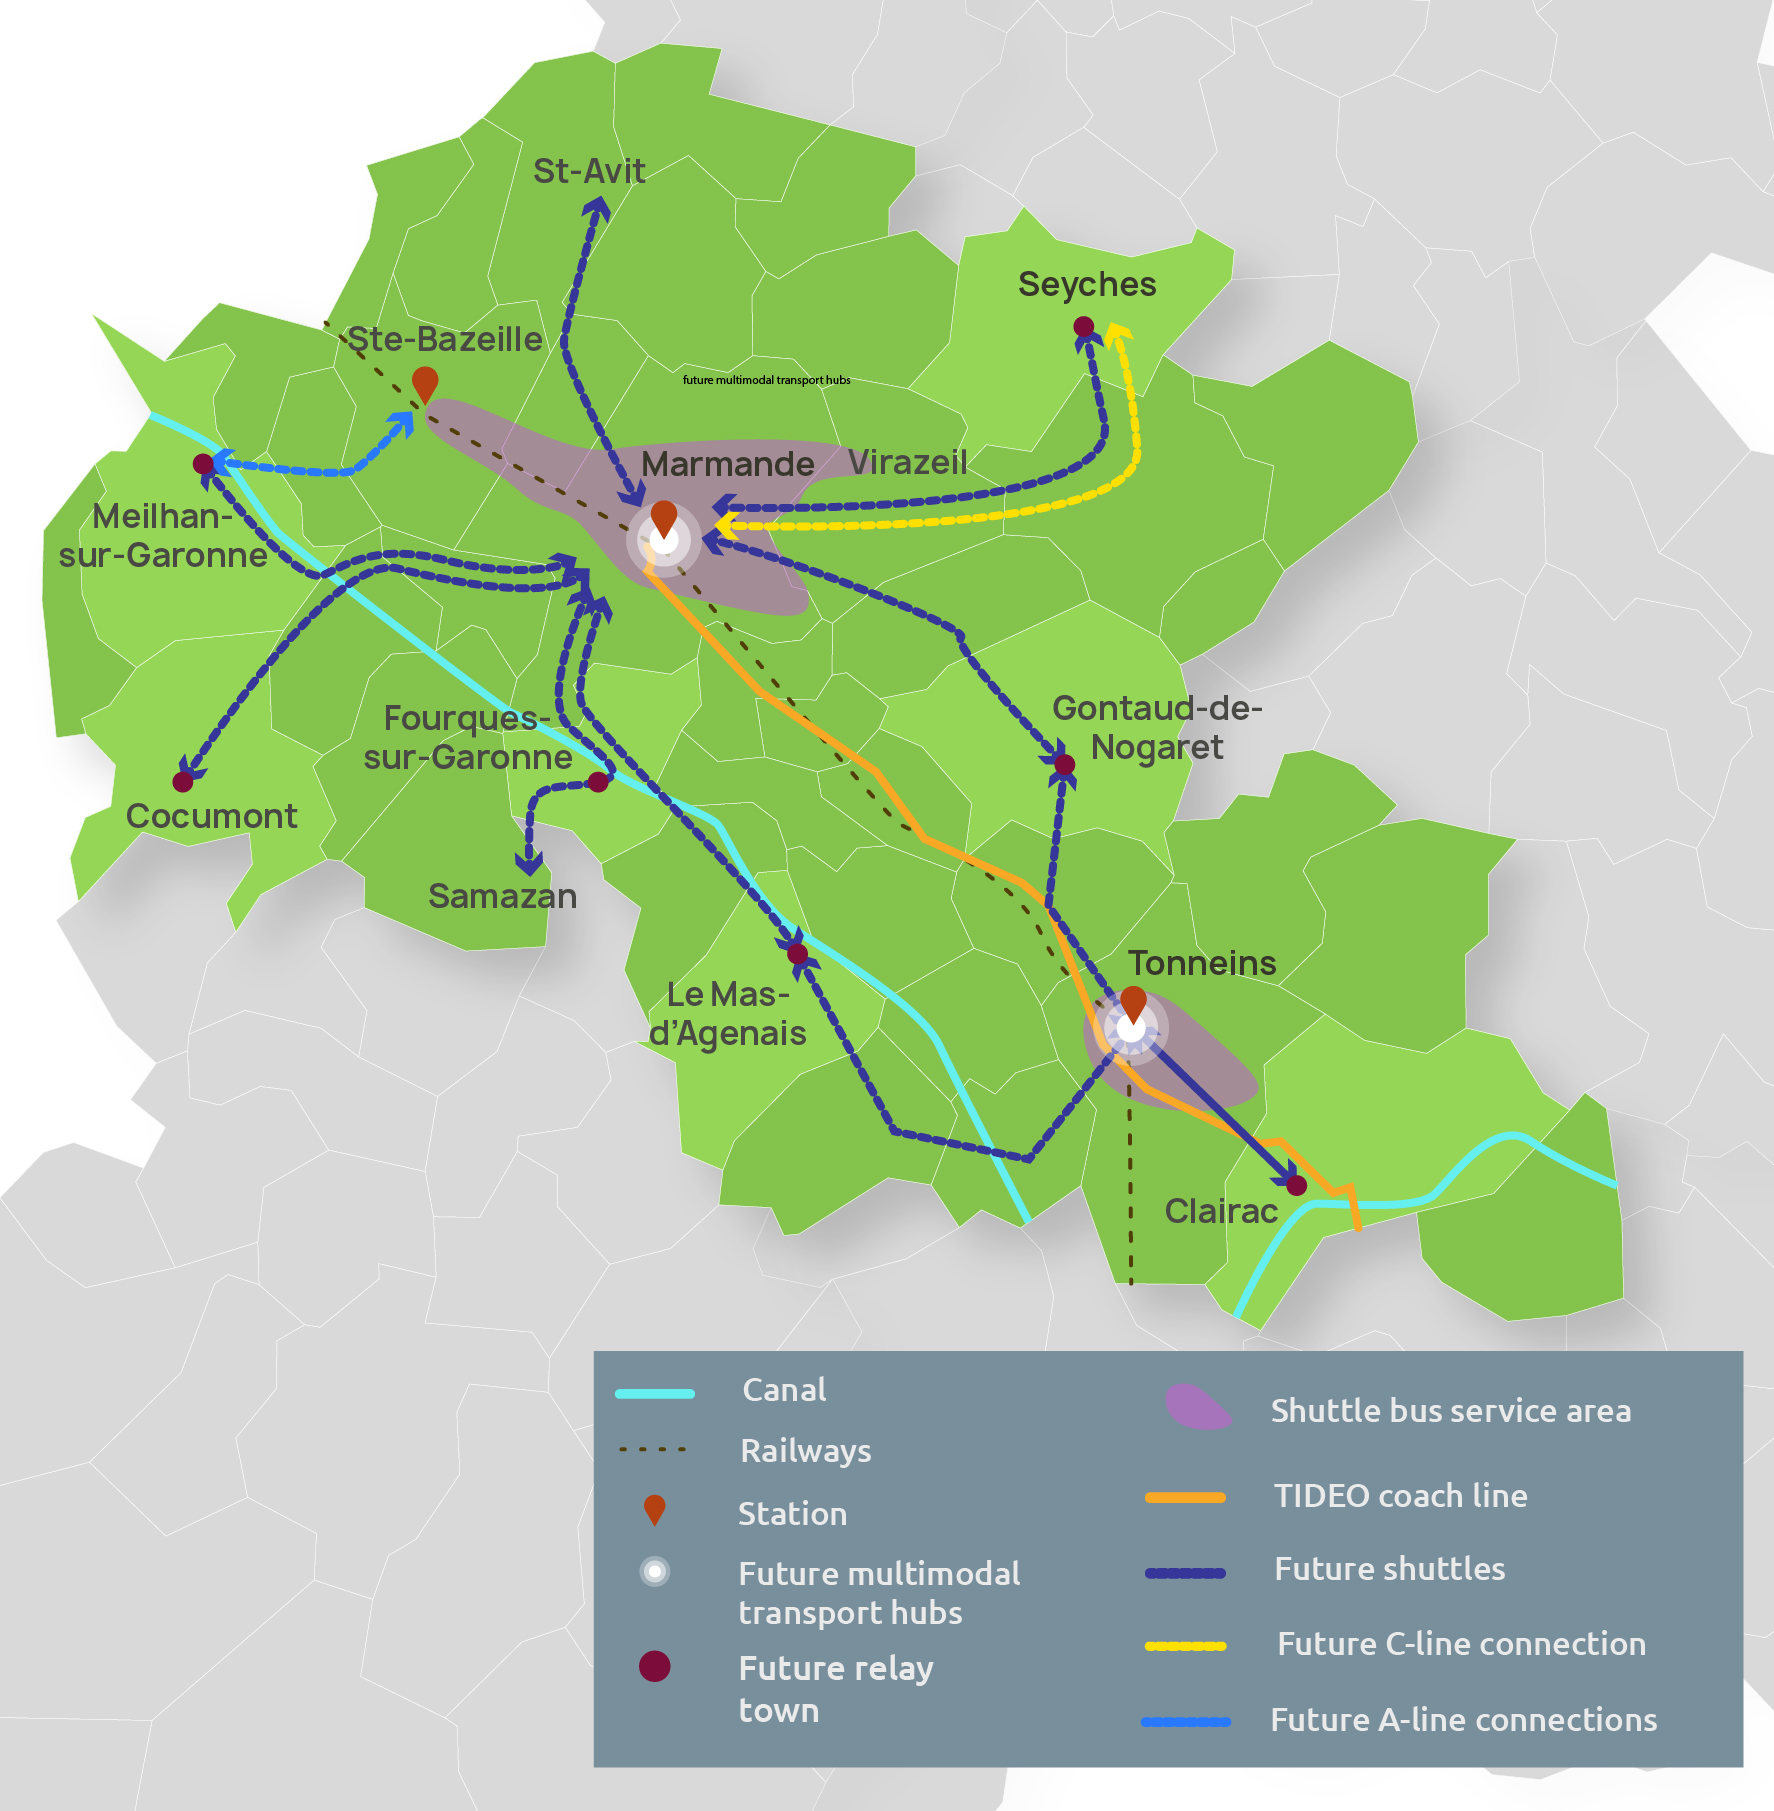 St-Avit
Seyches
Ste-Bazeille
future multimodal transport hubs
Marmande
Virazeil
Meilhan-
sur-Garonne
Fourques-
sur-Garonne
Gontaud-de-
Nogaret
Cocumont
Samazan
Tonneins
Le Mas-
d’Agenais
Clairac
Canal
Railways
Station
Future multimodal
transport hubs
Future relay
town
Shuttle bus service area
TIDEO coach line
Future shuttles
Future C-line connection
Future A-line connections